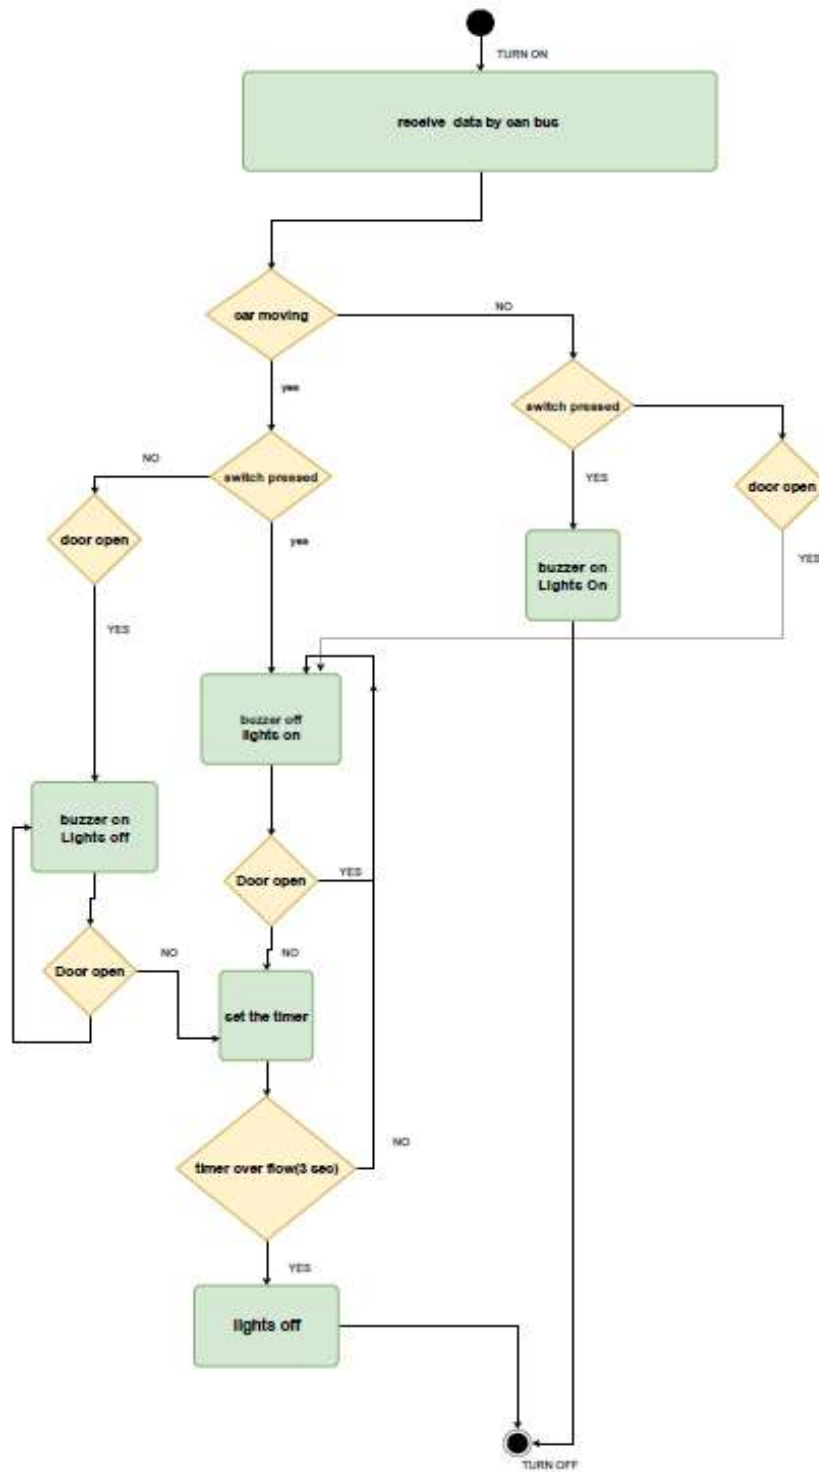 TURN ON
receive data by can bus
car moving
NO
yes
switch pressed
YES
door open
YES
NO
switch pressed
door open
yes
buzzer on
Lights On
YES
buzzer off
lights on
buzzer on
Lights off
Door open
YES
NO
Door open
NO
set the timer
timer over flow(3 sec)
NO
YES
lights off
TURN OFF